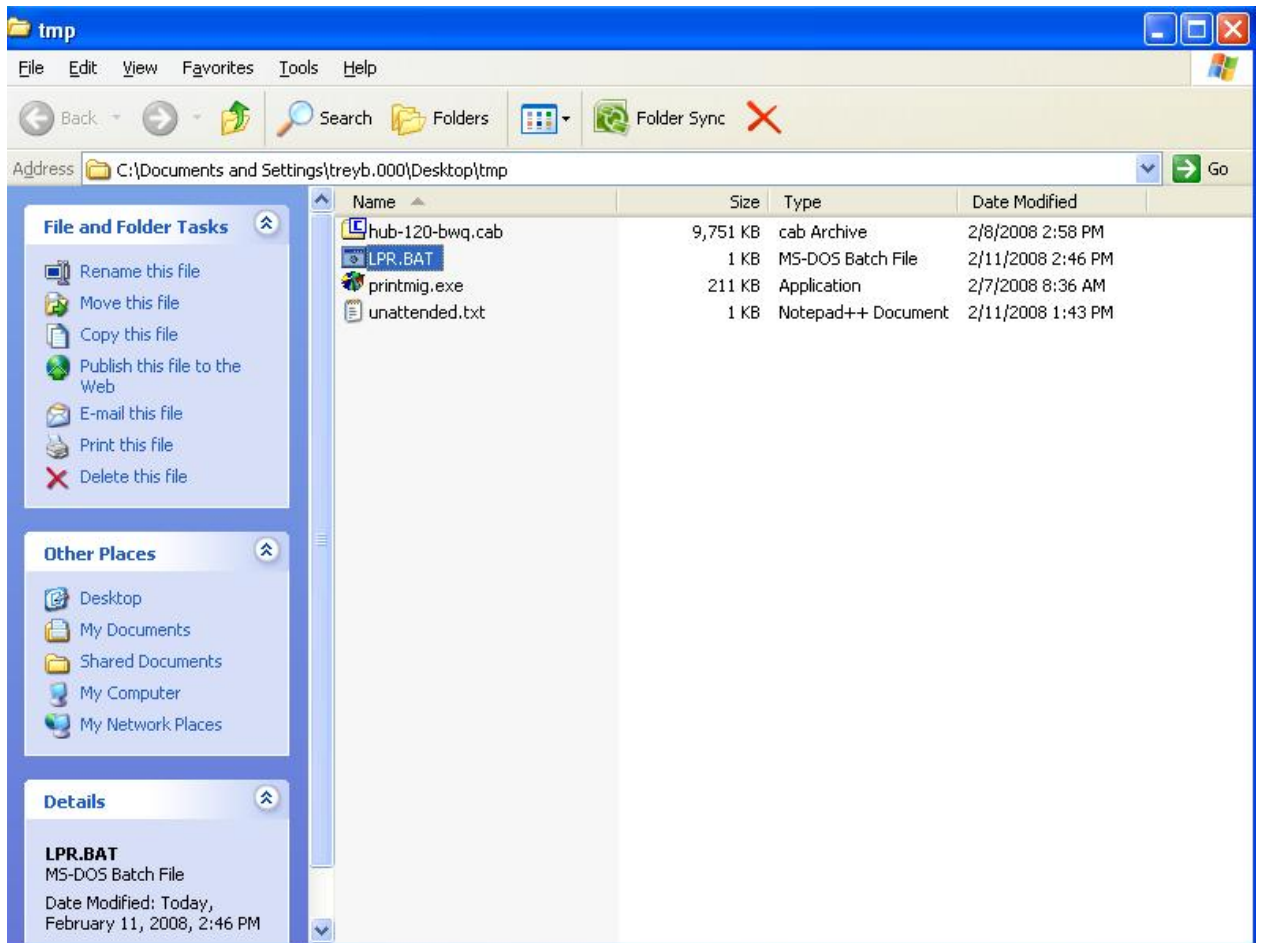 tmp
File Edit View Favorites Tools Help
Back Search Folders Folder Sync
Address C:\Documents and Settings\treyb.000\Desktop\tmp Go
File and Folder Tasks
Rename this file
Move this file
Copy this file
Publish this file to the
Web
E-mail this file
Print this file
Delete this file
Other Places
Desktop
My Documents
Shared Documents
My Computer
My Network Places
Details
LPR.BAT
MS-DOS Batch File
Date Modified: Today,
February 11, 2008, 2:46 PM
Name Size Type Date Modified
hub-120-bwq.cab 9,751 KB cab Archive 2/8/2008 2:58 PM
LPR.BAT 1 KB MS-DOS Batch File 2/11/2008 2:46 PM
printmig.exe 211 KB Application 2/7/2008 8:36 AM
unattended.txt 1 KB Notepad++ Document 2/11/2008 1:43 PM